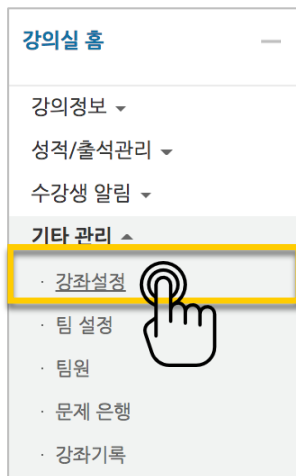 강의실 홈
강의정보
성적/출석관리
수강생 알림
기타 관리
· 강좌설정
· 팀 설정
· 팀원
· 문제 은행
· 강좌기록